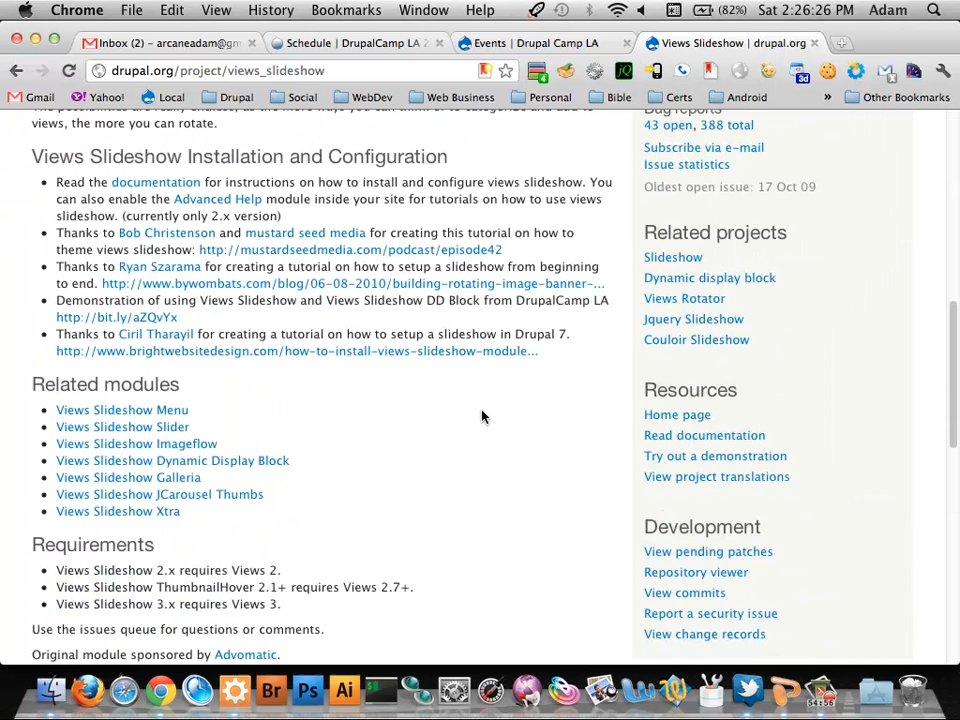 Chrome File Edit View History Bookmarks Window Help (82%) Sat 2:26:26 PM Adam
Inbox (2) – arcaneadam@gm Schedule | DrupalCamp LA 2 Events | Drupal Camp LA Views Slideshow | drupal.org
drupal.org/project/views_slideshow
Gmail Yahoo! Local Drupal Social WebDev Web Business Personal Bible Certs Android » Other Bookmarks
views, the more you can rotate.
Views Slideshow Installation and Configuration
Read the documentation for instructions on how to install and configure views slideshow. You
can also enable the Advanced Help module inside your site for tutorials on how to use views
slideshow. (currently only 2.x version)
Thanks to Bob Christenson and mustard seed media for creating this tutorial on how to
theme views slideshow: http://mustardseedmedia.com/podcast/episode42
Thanks to Ryan Szarama for creating a tutorial on how to setup a slideshow from beginning
to end. http://www.bywombats.com/blog/06-08-2010/building-rotating-image-banner-...
Demonstration of using Views Slideshow and Views Slideshow DD Block from DrupalCamp LA
http://bit.ly/aZQvYx
Thanks to Ciril Tharayil for creating a tutorial on how to setup a slideshow in Drupal 7.
http://www.brightwebsitedesign.com/how-to-install-views-slideshow-module...
Related modules
Views Slideshow Menu
Views Slideshow Slider
Views Slideshow Imageflow
Views Slideshow Dynamic Display Block
Views Slideshow Galleria
Views Slideshow JCarousel Thumbs
Views Slideshow Xtra
Requirements
Views Slideshow 2.x requires Views 2.
Views Slideshow ThumbnailHover 2.1+ requires Views 2.7+.
Views Slideshow 3.x requires Views 3.
Use the issues queue for questions or comments.
Original module sponsored by Advomatic.
Bug reports
43 open, 388 total
Subscribe via e-mail
Issue statistics
Oldest open issue: 17 Oct 09
Related projects
Slideshow
Dynamic display block
Views Rotator
Jquery Slideshow
Couloir Slideshow
Resources
Home page
Read documentation
Try out a demonstration
View project translations
Development
View pending patches
Repository viewer
View commits
Report a security issue
View change records
Br Ps Ai
54:56